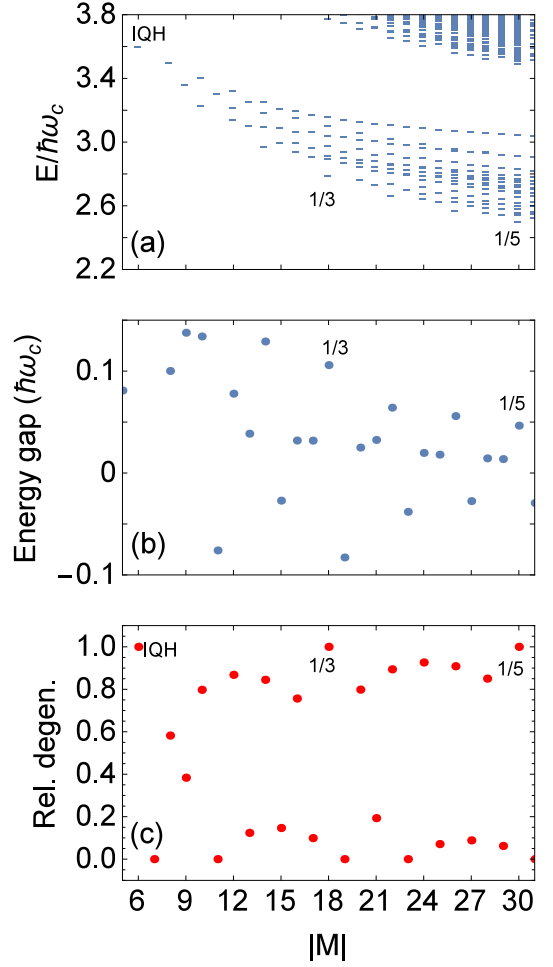 3.8
IQH
3.4
E/ħω_c
3.0
2.6
1/3
1/5
(a)
2.2
1/3
0.1
1/5
Energy gap (ħω_c)
0
(b)
−0.1
1.0
IQH
1/3
1/5
0.8
0.6
Rel. degen.
0.4
0.2
(c)
0.0
6 9 12 15 18 21 24 27 30
|M|